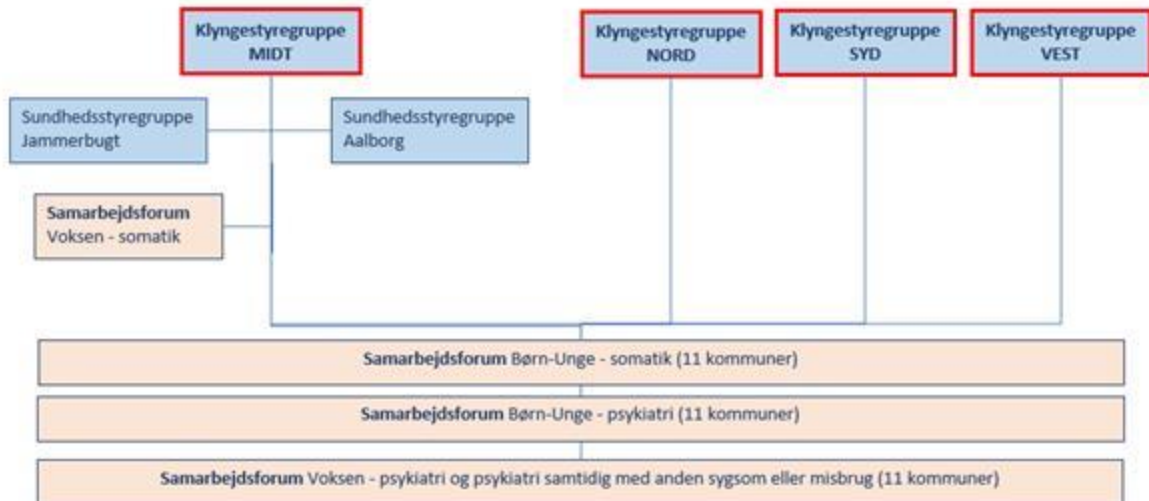 Klyngestyregruppe
MIDT
Klyngestyregruppe
NORD
Klyngestyregruppe
SYD
Klyngestyregruppe
VEST
Sundhedsstyregruppe
Jammerbugt
Sundhedsstyregruppe
Aalborg
Samarbejdsforum
Voksen - somatik
Samarbejdsforum Børn-Unge - somatik (11 kommuner)
Samarbejdsforum Børn-Unge - psykiatri (11 kommuner)
Samarbejdsforum Voksen - psykiatri og psykiatri samtidig med anden sygsom eller misbrug (11 kommuner)